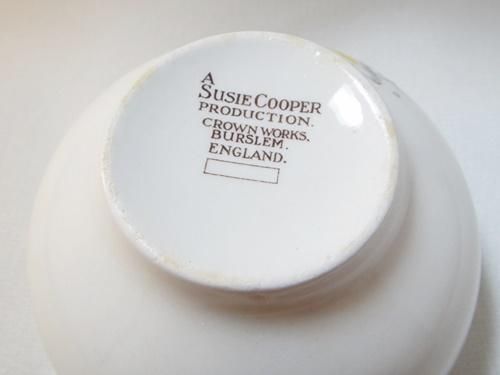 A
SUSIE COOPER
PRODUCTION.
CROWN WORKS.
BURSLEM.
ENGLAND.